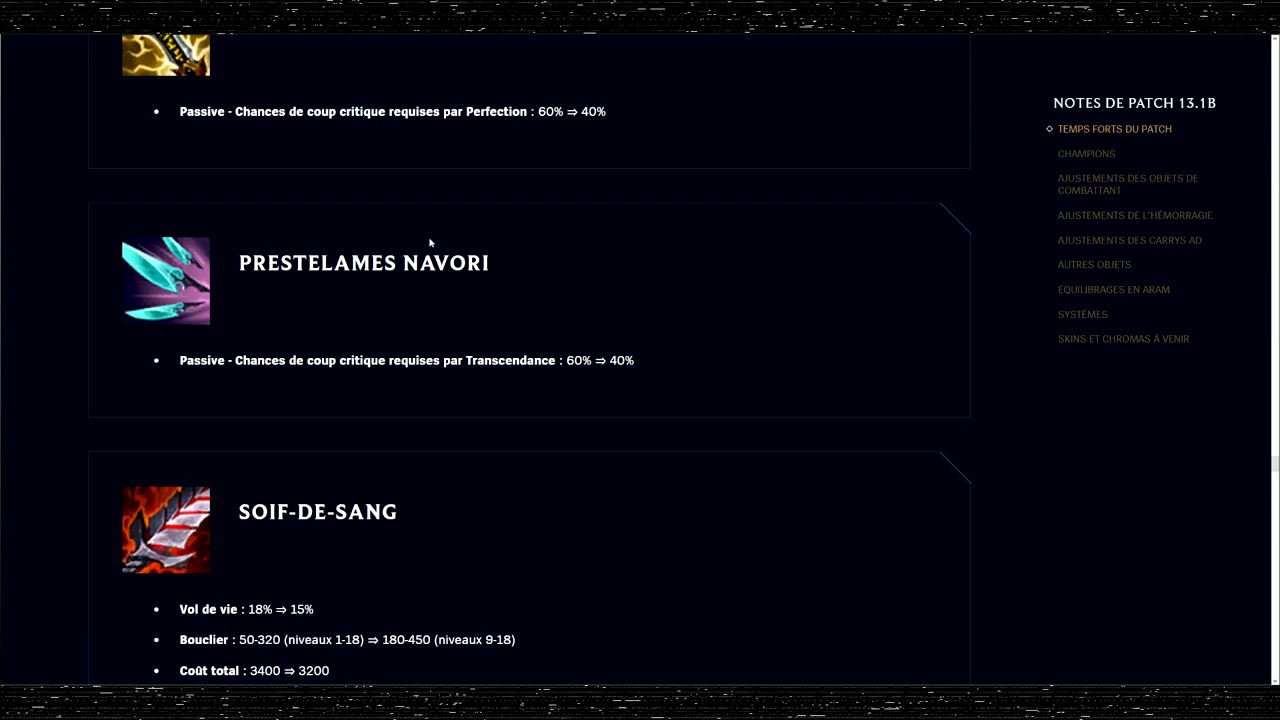 Passive - Chances de coup critique requises par Perfection : 60% ⇒ 40%
PRESTELAMES NAVORI
Passive - Chances de coup critique requises par Transcendance : 60% ⇒ 40%
SOIF-DE-SANG
Vol de vie : 18% ⇒ 15%
Bouclier : 50-320 (niveaux 1-18) ⇒ 180-450 (niveaux 9-18)
Coût total : 3400 ⇒ 3200
NOTES DE PATCH 13.1B
TEMPS FORTS DU PATCH
CHAMPIONS
AJUSTEMENTS DES OBJETS DE
COMBATTANT
AJUSTEMENTS DE L'HÉMORRAGIE
AJUSTEMENTS DES CARRYS AD
AUTRES OBJETS
ÉQUILIBRAGES EN ARAM
SYSTÈMES
SKINS ET CHROMAS À VENIR